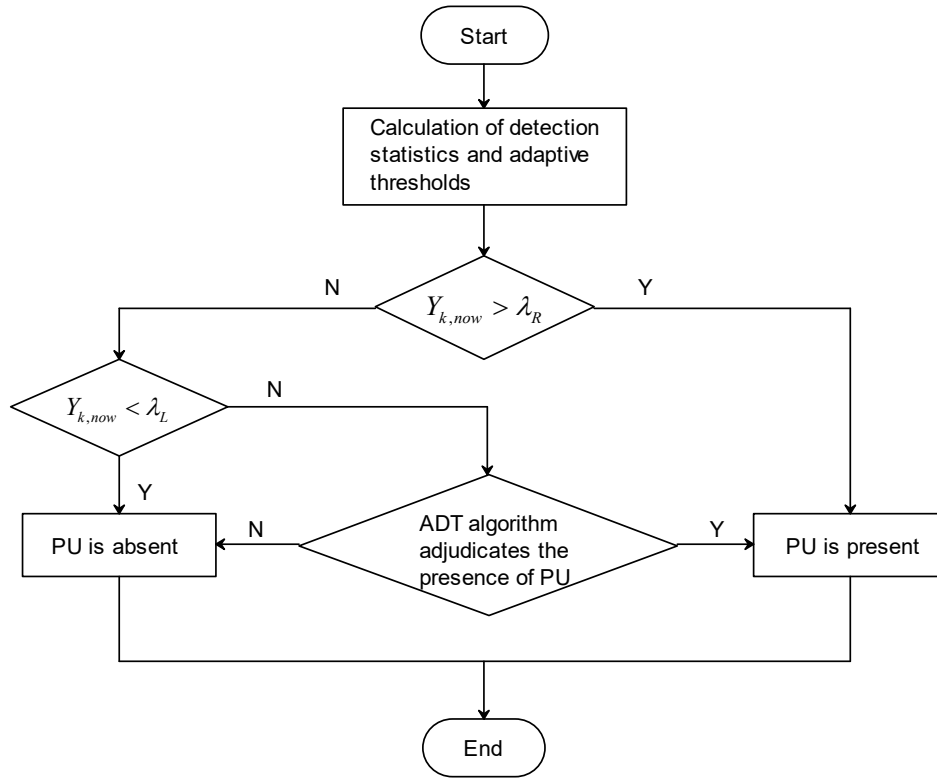 Start
Calculation of detection
statistics and adaptive
thresholds
N
Y
Y_{k,now} > λ_R
N
Y_{k,now} < λ_L
Y
ADT algorithm
adjudicates the
presence of PU
N
Y
PU is absent
PU is present
End